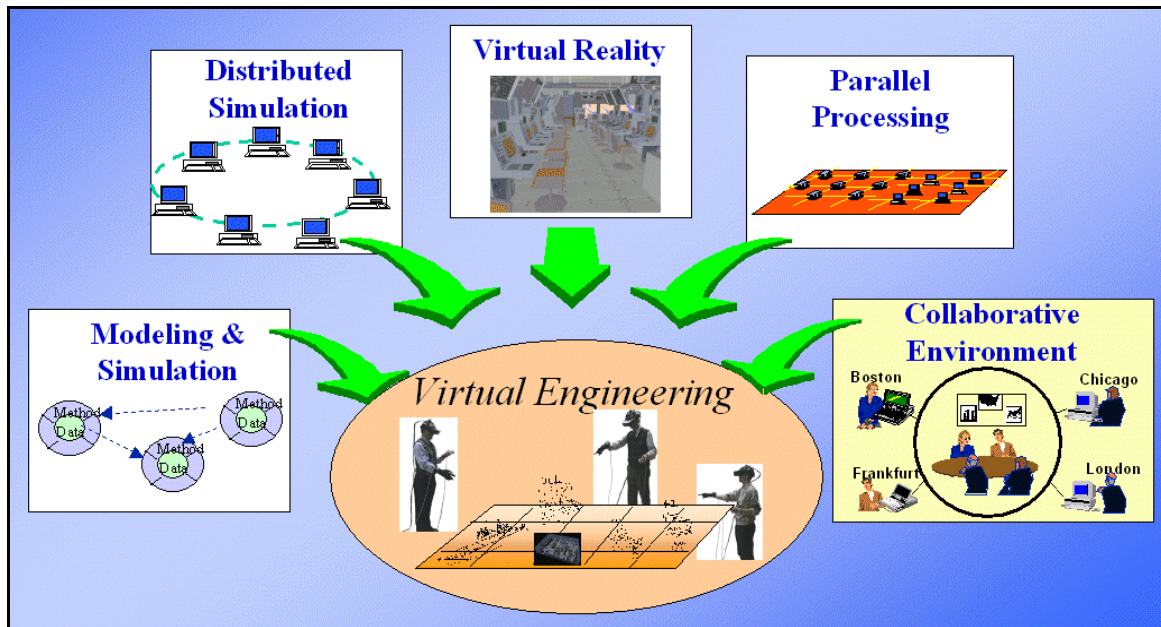 Distributed
Simulation
Virtual Reality
Parallel
Processing
Modeling &
Simulation
Method
Data
Method
Data
Method
Data
Virtual Engineering
Collaborative
Environment
Boston
Chicago
Frankfurt
London